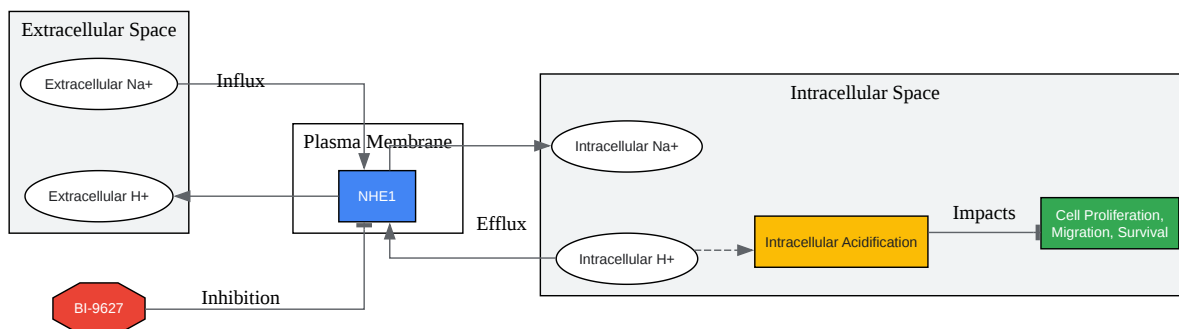 Extracellular Space
Extracellular Na+
Influx
Extracellular H+
Plasma Membrane
NHE1
Intracellular Space
Intracellular Na+
Efflux
Intracellular H+
Intracellular Acidification
Impacts
Cell Proliferation,
Migration, Survival
BI-9627
Inhibition